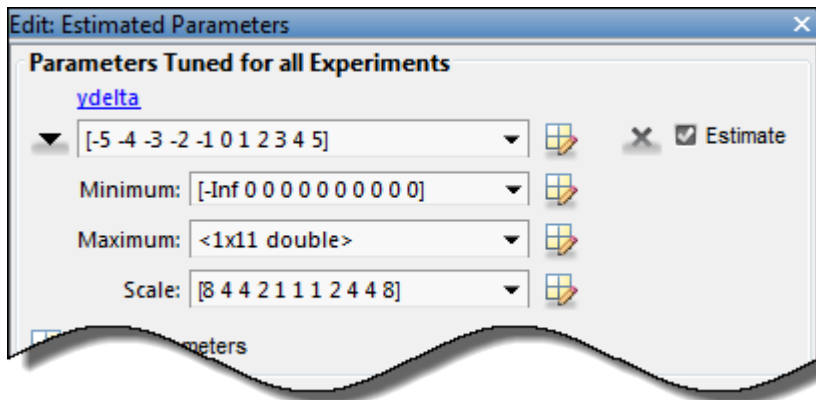 Edit: Estimated Parameters
Parameters Tuned for all Experiments
ydelta
[-5 -4 -3 -2 -1 0 1 2 3 4 5]
Estimate
Minimum: [-Inf 0 0 0 0 0 0 0 0 0 0]
Maximum: <1x11 double>
Scale: [8 4 4 2 1 1 1 2 4 4 8]